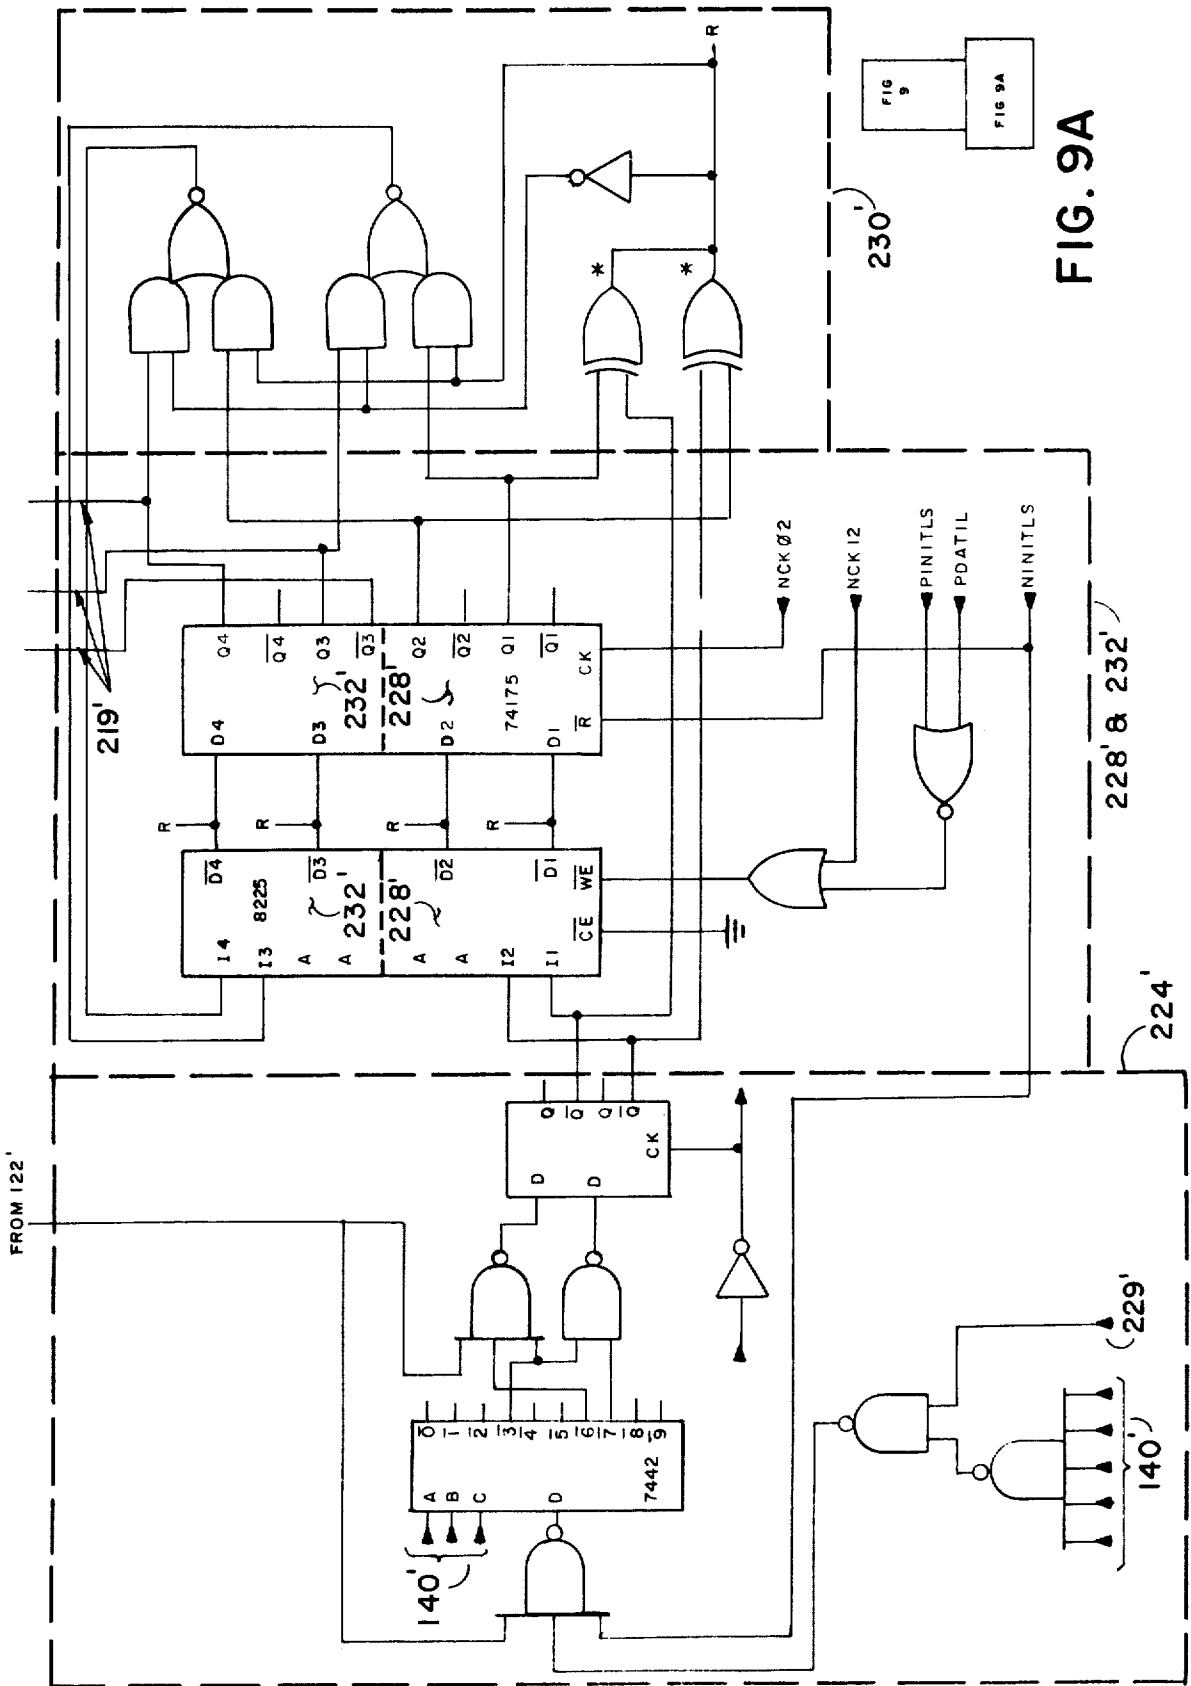 FROM 122'
140'
A
B
C
D
7442
0
1
2
3
4
5
6
7
8
9
D
D
CK
Q
Q
Q
Q
140'
229'
224'
I4
I3
A
A
A
A
I2
I1
8225
232'
228'
D4
D3
D2
D1
CE
WE
R
R
R
R
D4
D3
D2
D1
R
CK
232'
228'
74175
Q4
Q4
Q3
Q3
Q2
Q2
Q1
Q1
219'
NCKØ2
NCK12
PINITLS
PDATIL
NINITLS
228' & 232'
*
*
R
230'
FIG
9
FIG 9A
FIG. 9A